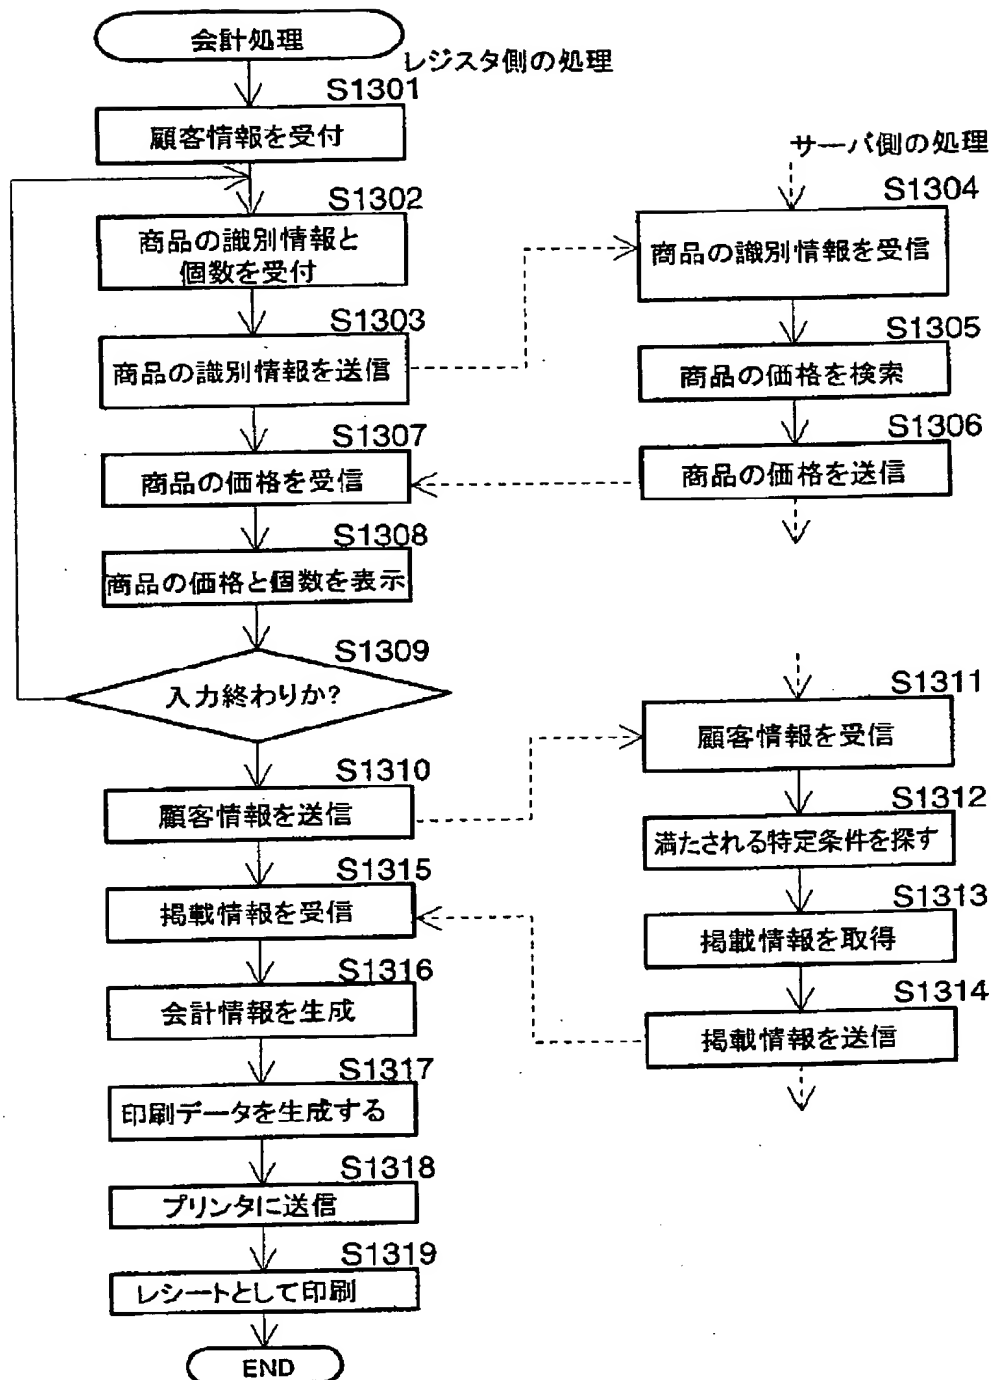 会計処理
レジスタ側の処理
S1301
顧客情報を受付
S1302
商品の識別情報と
個数を受付
S1303
商品の識別情報を送信
サーバ側の処理
S1304
商品の識別情報を受信
S1305
商品の価格を検索
S1306
商品の価格を送信
S1307
商品の価格を受信
S1308
商品の価格と個数を表示
S1309
入力終わりか?
S1310
顧客情報を送信
S1311
顧客情報を受信
S1312
満たされる特定条件を探す
S1313
掲載情報を取得
S1314
掲載情報を送信
S1315
掲載情報を受信
S1316
会計情報を生成
S1317
印刷データを生成する
S1318
プリンタに送信
S1319
レシートとして印刷
END